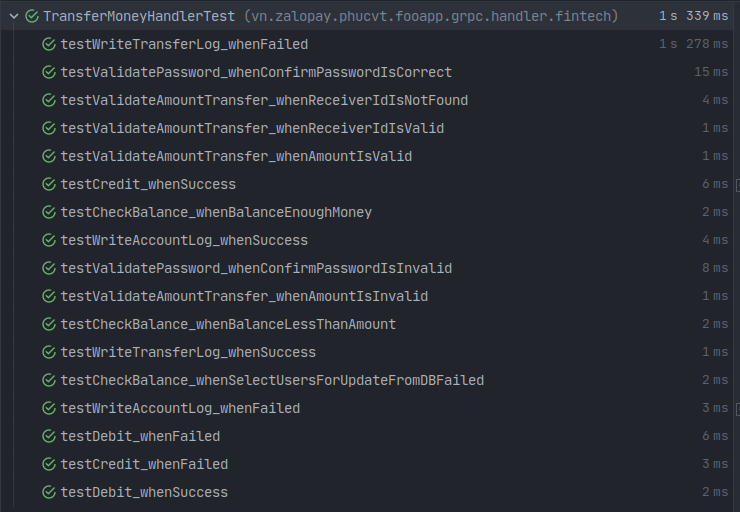 TransferMoneyHandlerTest (vn.zalopay.phucvt.fooapp.grpc.handler.fintech) 1 s 339 ms
testWriteTransferLog_whenFailed 1 s 278 ms
testValidatePassword_whenConfirmPasswordIsCorrect 15 ms
testValidateAmountTransfer_whenReceiverIdIsNotFound 4 ms
testValidateAmountTransfer_whenReceiverIdIsValid 1 ms
testValidateAmountTransfer_whenAmountIsValid 1 ms
testCredit_whenSuccess 6 ms
testCheckBalance_whenBalanceEnoughMoney 2 ms
testWriteAccountLog_whenSuccess 4 ms
testValidatePassword_whenConfirmPasswordIsInvalid 8 ms
testValidateAmountTransfer_whenAmountIsInvalid 1 ms
testCheckBalance_whenBalanceLessThanAmount 2 ms
testWriteTransferLog_whenSuccess 1 ms
testCheckBalance_whenSelectUsersForUpdateFromDBFailed 2 ms
testWriteAccountLog_whenFailed 3 ms
testDebit_whenFailed 6 ms
testCredit_whenFailed 3 ms
testDebit_whenSuccess 2 ms